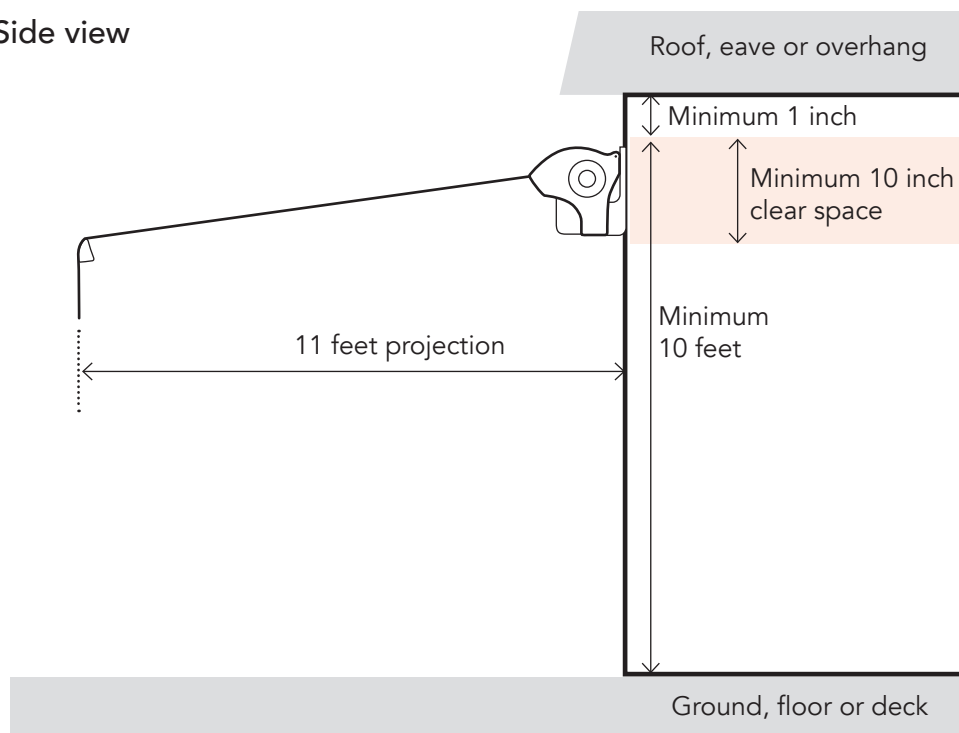 Side view
Roof, eave or overhang
Minimum 1 inch
Minimum 10 inch
clear space
Minimum
10 feet
11 feet projection
Ground, floor or deck